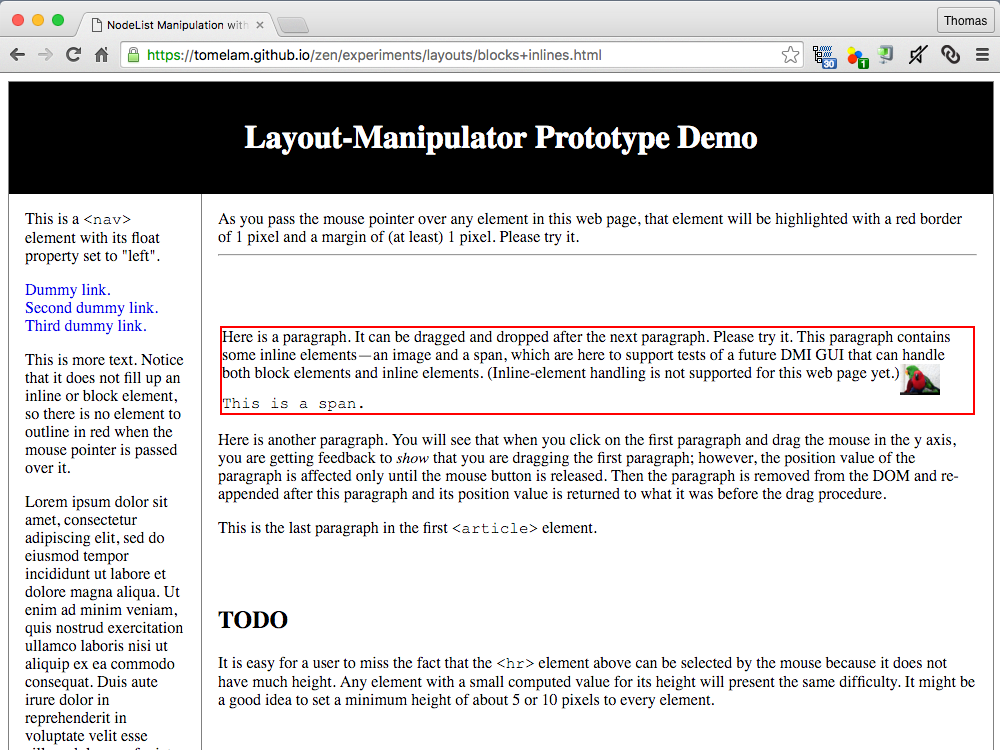 NodeList Manipulation with
Thomas
https://tomelam.github.io/zen/experiments/layouts/blocks+inlines.html
30
1
Layout-Manipulator Prototype Demo
This is a <nav>
element with its float
property set to "left".
Dummy link.
Second dummy link.
Third dummy link.
This is more text. Notice
that it does not fill up an
inline or block element,
so there is no element to
outline in red when the
mouse pointer is passed
over it.
Lorem ipsum dolor sit
amet, consectetur
adipiscing elit, sed do
eiusmod tempor
incididunt ut labore et
dolore magna aliqua. Ut
enim ad minim veniam,
quis nostrud exercitation
ullamco laboris nisi ut
aliquip ex ea commodo
consequat. Duis aute
irure dolor in
reprehenderit in
voluptate velit esse
As you pass the mouse pointer over any element in this web page, that element will be highlighted with a red border
of 1 pixel and a margin of (at least) 1 pixel. Please try it.
Here is a paragraph. It can be dragged and dropped after the next paragraph. Please try it. This paragraph contains
some inline elements—an image and a span, which are here to support tests of a future DMI GUI that can handle
both block elements and inline elements. (Inline-element handling is not supported for this web page yet.)
This is a span.
Here is another paragraph. You will see that when you click on the first paragraph and drag the mouse in the y axis,
you are getting feedback to show that you are dragging the first paragraph; however, the position value of the
paragraph is affected only until the mouse button is released. Then the paragraph is removed from the DOM and re-
appended after this paragraph and its position value is returned to what it was before the drag procedure.
This is the last paragraph in the first <article> element.
TODO
It is easy for a user to miss the fact that the <hr> element above can be selected by the mouse because it does not
have much height. Any element with a small computed value for its height will present the same difficulty. It might be
a good idea to set a minimum height of about 5 or 10 pixels to every element.